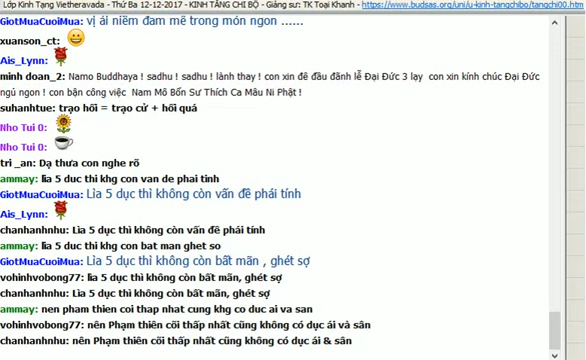 Lớp Kinh Tạng Vietheravada - Thứ Ba 12-12-2017 - KINH TĂNG CHI BỘ - Giảng sư: TK Toại Khanh - https://www.budsas.org/uni/u-kinh-tangchibo/tangchi00.htm
GiotMuaCuoiMua: vị ái niềm đam mê trong món ngon ......
xuanson_ct:
Ais_Lynn:
minh doan_2: Namo Buddhaya ! sadhu ! sadhu ! lành thay ! con xin đê đầu đãnh lễ Đại Đức 3 lạy con xin kính chúc Đại Đức
ngủ ngon ! con bận công việc Nam Mô Bổn Sư Thích Ca Mâu Ni Phật !
suhanhtue: trạo hối = trạo cử + hối quá
Nho Tui 0:
Nho Tui 0:
tri _an: Dạ thưa con nghe rõ
ammay: lia 5 duc thi khg con van de phai tinh
GiotMuaCuoiMua: Lìa 5 dục thì không còn vấn đề phái tính
Ais_Lynn:
chanhanhnhu: Lìa 5 dục thì không còn vấn đề phái tính
ammay: lia 5 duc thi khg con bat man ghet so
GiotMuaCuoiMua: Lìa 5 dục thì không còn bất mãn , ghét sợ
vohinhvobong77: lìa 5 dục thì không còn bất mãn, ghét sợ
chanhanhnhu: Lìa 5 dục thì không còn bất mãn, ghét sợ
ammay: nen pham thien coi thap nhat cung khg co duc ai va san
vohinhvobong77: nên Phạm thiên cõi thấp nhất cũng không có dục ái và sân
chanhanhnhu: nên Phạm thiên cõi thấp nhất cũng không có dục ái & sân